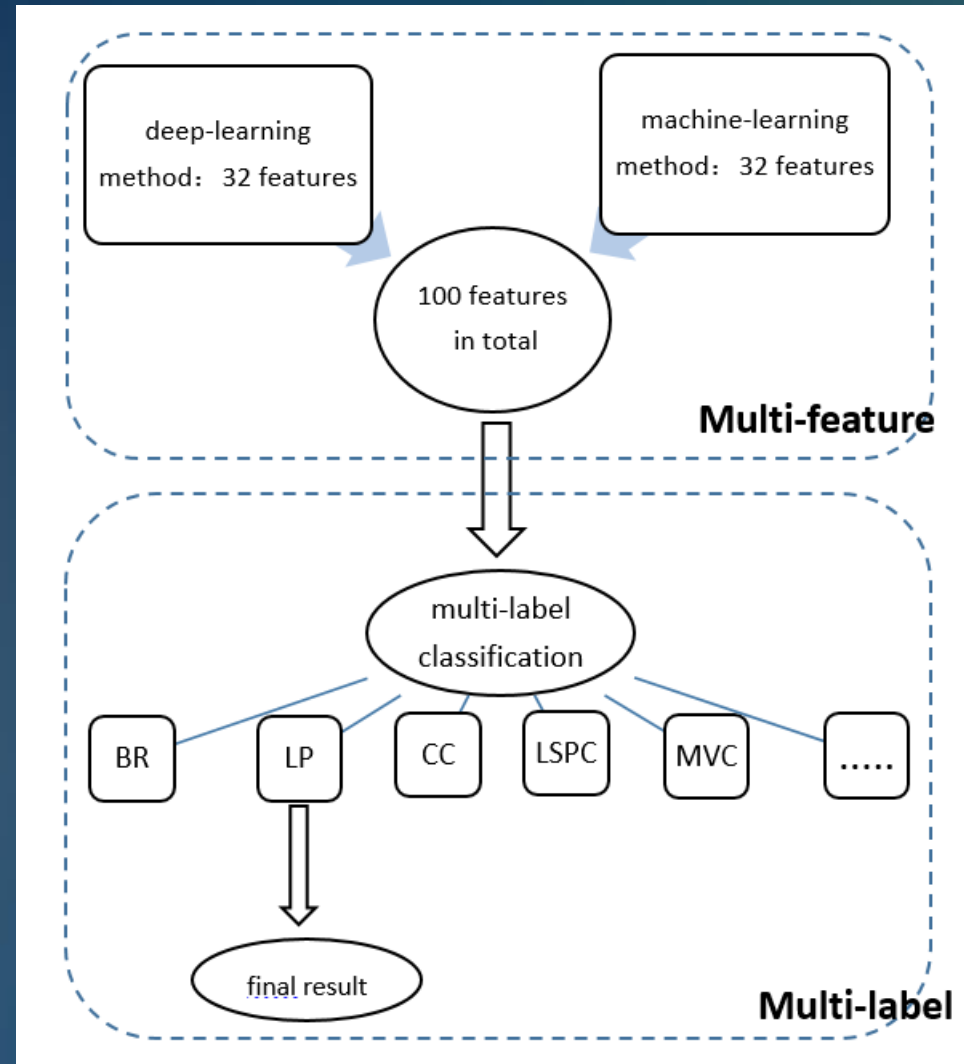 deep-learning
method： 32 features
machine-learning
method： 32 features
100 features
in total
Multi-feature
multi-label
classification
BR
LP
CC
LSPC
MVC
.....
final result
Multi-label